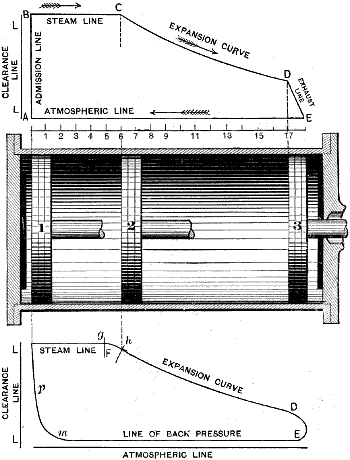 B
C
L
STEAM LINE
EXPANSION CURVE
CLEARANCE LINE
ADMISSION LINE
D
EXHAUST LINE
L
ATMOSPHERIC LINE
A
E
1 2 3 4 5 6 7 8 9 11 13 15 17
1
2
3
g
h
L
STEAM LINE
F
EXPANSION CURVE
CLEARANCE LINE
p
D
m
LINE OF BACK PRESSURE
E
L
ATMOSPHERIC LINE